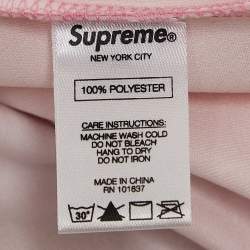 Supreme®
NEW YORK CITY
100% POLYESTER
CARE INSTRUCTIONS:
MACHINE WASH COLD
DO NOT BLEACH
HANG TO DRY
DO NOT IRON
MADE IN
CHINA
RN 101837
30°